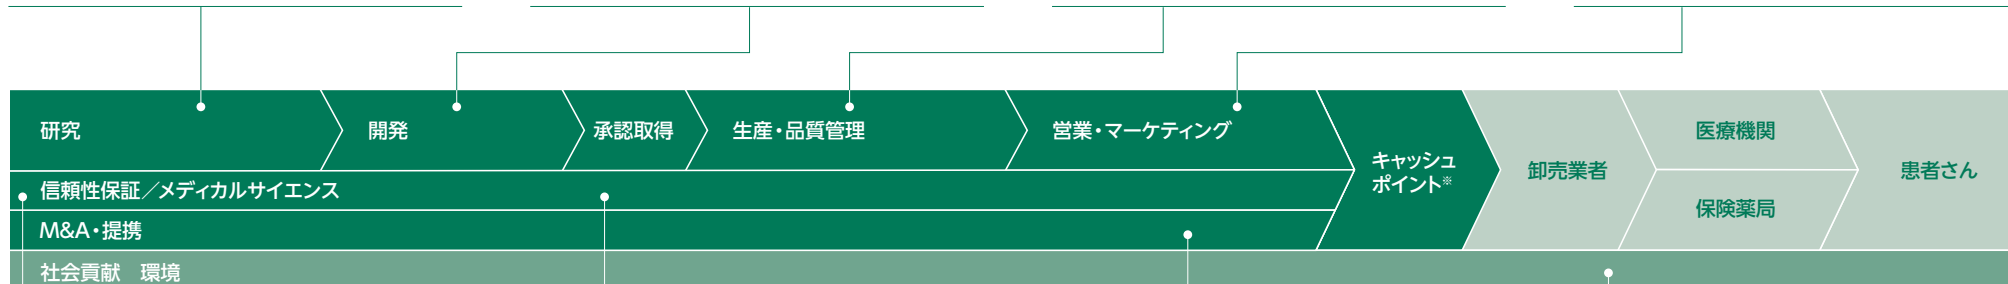 研究
開発
承認取得
生産・品質管理
営業・マーケティング
キャッシュ
ポイント※
卸売業者
医療機関
保険薬局
患者さん
信頼性保証／メディカルサイエンス
M&A・提携
社会貢献　環境